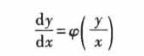 dy/dx = φ(y/x)